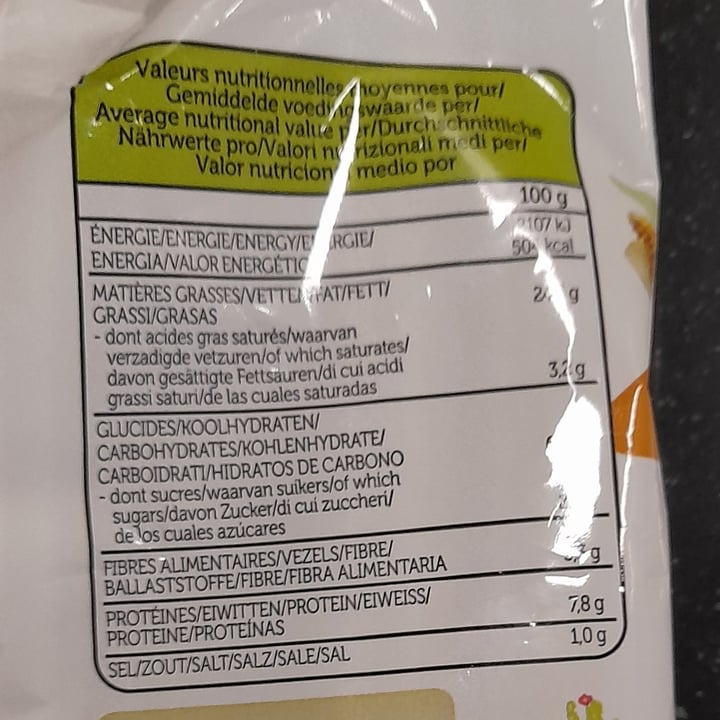 Valeurs nutritionnelles moyennes pour/
Gemiddelde voedingswaarde per/
Average nutritional value per/Durchschnittliche
Nährwerte pro/Valori nutrizionali medi per/
Valor nutricional medio por
100 g
ÉNERGIE/ENERGIE/ENERGY/ENERGIE/
ENERGIA/VALOR ENERGÉTICO
2107 kJ
kcal
MATIÈRES GRASSES/VETTEN/FAT/FETT/
GRASSI/GRASAS
g
- dont acides gras saturés/waarvan
verzadigde vetzuren/of which saturates/
davon gesättigte Fettsäuren/di cui acidi
grassi saturi/de las cuales saturadas
3,2 g
GLUCIDES/KOOLHYDRATEN/
CARBOHYDRATES/KOHLENHYDRATE/
CARBOIDRATI/HIDRATOS DE CARBONO
- dont sucres/waarvan suikers/of which
sugars/davon Zucker/di cui zuccheri/
de los cuales azúcares
FIBRES ALIMENTAIRES/VEZELS/FIBRE/
BALLASTSTOFFE/FIBRE/FIBRA ALIMENTARIA
g
PROTÉINES/EIWITTEN/PROTEIN/EIWEISS/
PROTEINE/PROTEÍNAS
7,8 g
SEL/ZOUT/SALT/SALZ/SALE/SAL
1,0 g